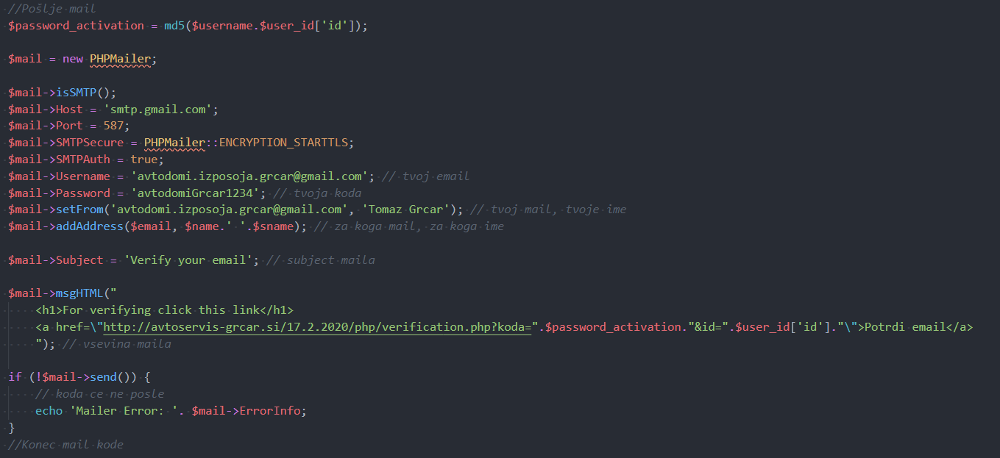 //Pošlje mail
$password_activation = md5($username.$user_id['id']);
$mail = new PHPMailer;
$mail->isSMTP();
$mail->Host = 'smtp.gmail.com';
$mail->Port = 587;
$mail->SMTPSecure = PHPMailer::ENCRYPTION_STARTTLS;
$mail->SMTPAuth = true;
$mail->Username = 'avtodomi.izposoja.grcar@gmail.com'; // tvoj email
$mail->Password = 'avtodomiGrcar1234'; // tvoja koda
$mail->setFrom('avtodomi.izposoja.grcar@gmail.com', 'Tomaz Grcar'); // tvoj mail, tvoje ime
$mail->addAddress($email, $name.' '.$sname); // za koga mail, za koga ime
$mail->Subject = 'Verify your email'; // subject maila
$mail->msgHTML("
<h1>For verifying click this link</h1>
<a href=\"http://avtoservis-grcar.si/17.2.2020/php/verification.php?koda=".$password_activation."&id=".$user_id['id']."\">Potrdi email</a>
"); // vsevina maila
if (!$mail->send()) {
// koda ce ne posle
echo 'Mailer Error: '. $mail->ErrorInfo;
}
//Konec mail kode